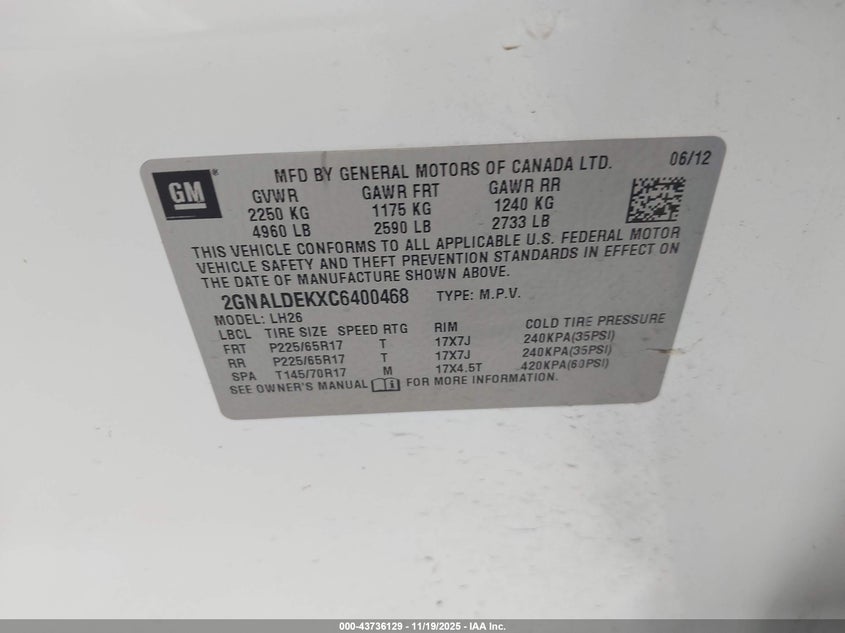 GM®
MFD BY GENERAL MOTORS OF CANADA LTD. 06/12
GVWR GAWR FRT GAWR RR
2250 KG 1175 KG 1240 KG
4960 LB 2590 LB 2733 LB
THIS VEHICLE CONFORMS TO ALL APPLICABLE U.S. FEDERAL MOTOR
VEHICLE SAFETY AND THEFT PREVENTION STANDARDS IN EFFECT ON
THE DATE OF MANUFACTURE SHOWN ABOVE.
2GNALDEKXC6400468 TYPE: M.P.V.
MODEL: LH26
LBCL TIRE SIZE SPEED RTG RIM COLD TIRE PRESSURE
FRT P225/65R17 T 17X7J 240KPA(35PSI)
RR P225/65R17 T 17X7J 240KPA(35PSI)
SPA T145/70R17 M 17X4.5T 420KPA(60PSI)
SEE OWNER'S MANUAL FOR MORE INFORMATION.
000-43736129 - 11/19/2025 - IAA Inc.